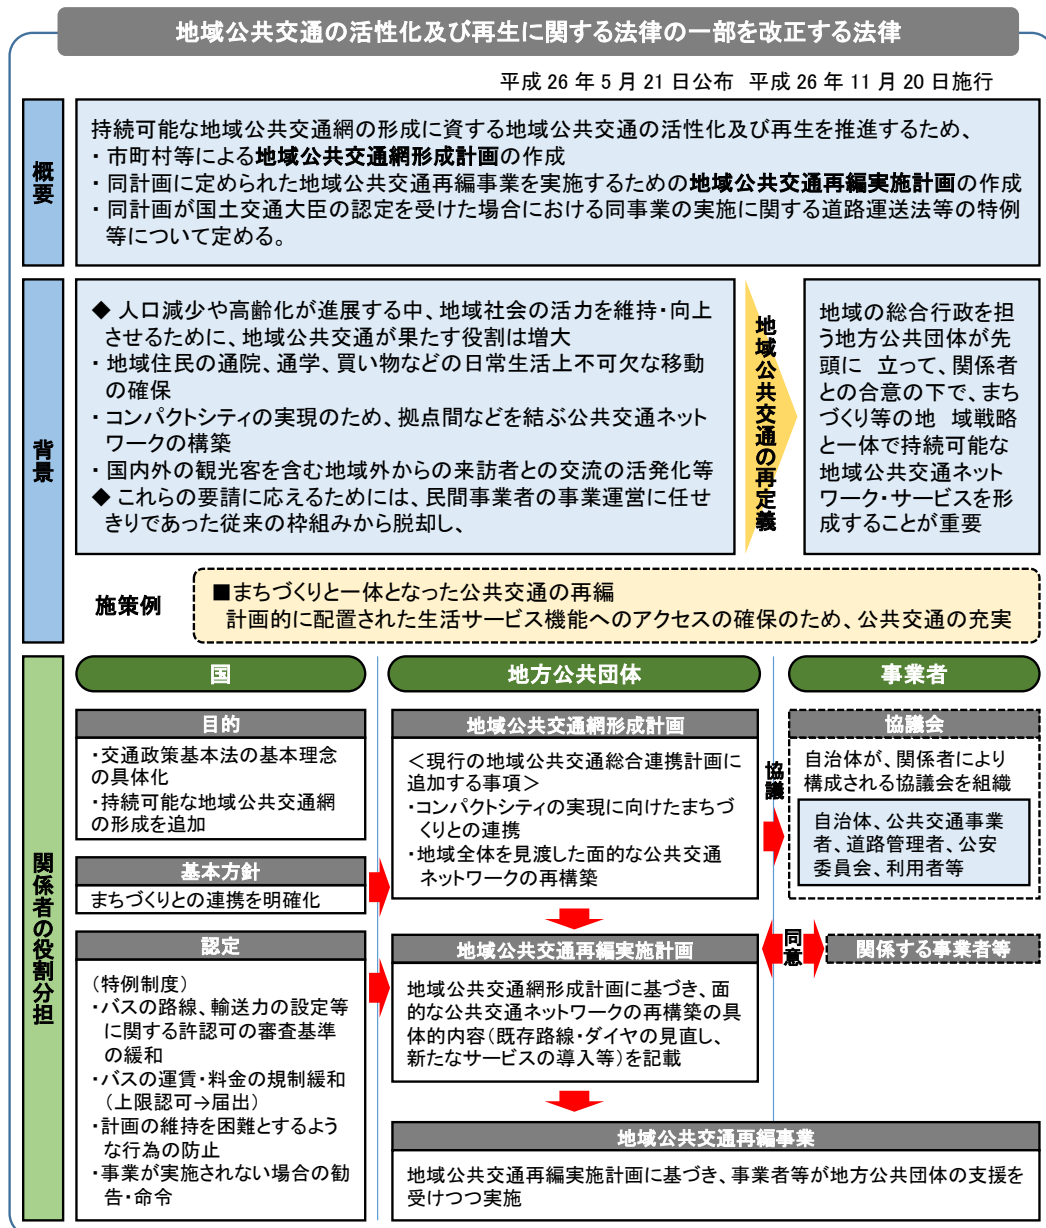 地域公共交通の活性化及び再生に関する法律の一部を改正する法律
平成 26 年 5 月 21 日公布 平成 26 年 11 月 20 日施行
概要
持続可能な地域公共交通網の形成に資する地域公共交通の活性化及び再生を推進するため、
・市町村等による地域公共交通網形成計画の作成
・同計画に定められた地域公共交通再編事業を実施するための地域公共交通再編実施計画の作成
・同計画が国土交通大臣の認定を受けた場合における同事業の実施に関する道路運送法等の特例
等について定める。
背景
◆ 人口減少や高齢化が進展する中、地域社会の活力を維持・向上
させるために、地域公共交通が果たす役割は増大
・地域住民の通院、通学、買い物などの日常生活上不可欠な移動
の確保
・コンパクトシティの実現のため、拠点間などを結ぶ公共交通ネット
ワークの構築
・国内外の観光客を含む地域外からの来訪者との交流の活発化等
◆ これらの要請に応えるためには、民間事業者の事業運営に任せ
きりであった従来の枠組みから脱却し、
地域公共交通の再定義
地域の総合行政を担
う地方公共団体が先
頭に 立って、関係者
との合意の下で、まち
づくり等の地 域戦略
と一体で持続可能な
地域公共交通ネット
ワーク・サービスを形
成することが重要
施策例
■まちづくりと一体となった公共交通の再編
計画的に配置された生活サービス機能へのアクセスの確保のため、公共交通の充実
関係者の役割分担
国
目的
・交通政策基本法の基本理念
の具体化
・持続可能な地域公共交通網
の形成を追加
基本方針
まちづくりとの連携を明確化
認定
(特例制度)
・バスの路線、輸送力の設定等
に関する許認可の審査基準
の緩和
・バスの運賃・料金の規制緩和
(上限認可→届出)
・計画の維持を困難とするよう
な行為の防止
・事業が実施されない場合の勧
告・命令
地方公共団体
地域公共交通網形成計画
<現行の地域公共交通総合連携計画に
追加する事項>
・コンパクトシティの実現に向けたまちづ
くりとの連携
・地域全体を見渡した面的な公共交通
ネットワークの再構築
地域公共交通再編実施計画
地域公共交通網形成計画に基づき、面
的な公共交通ネットワークの再構築の具
体的内容(既存路線・ダイヤの見直し、
新たなサービスの導入等)を記載
協議
同意
事業者
協議会
自治体が、関係者により
構成される協議会を組織
自治体、公共交通事業
者、道路管理者、公安
委員会、利用者等
関係する事業者等
地域公共交通再編事業
地域公共交通再編実施計画に基づき、事業者等が地方公共団体の支援を
受けつつ実施